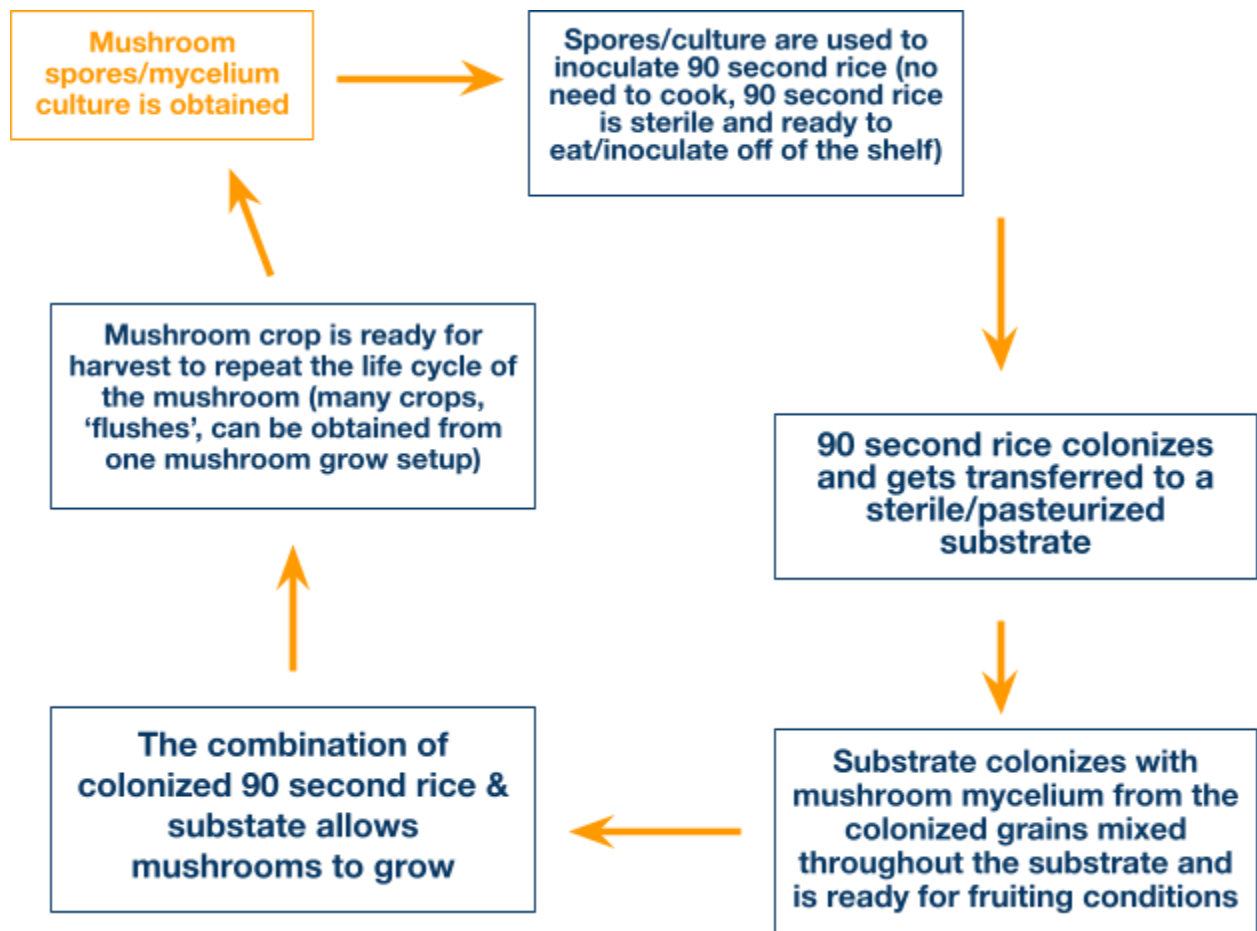 Mushroom
spores/mycelium
culture is obtained
Spores/culture are used to
inoculate 90 second rice (no
need to cook, 90 second rice
is sterile and ready to
eat/inoculate off of the shelf)
90 second rice colonizes
and gets transferred to a
sterile/pasteurized
substrate
Substrate colonizes with
mushroom mycelium from the
colonized grains mixed
throughout the substrate and
is ready for fruiting conditions
The combination of
colonized 90 second rice &
substate allows
mushrooms to grow
Mushroom crop is ready for
harvest to repeat the life cycle of
the mushroom (many crops,
‘flushes’, can be obtained from
one mushroom grow setup)